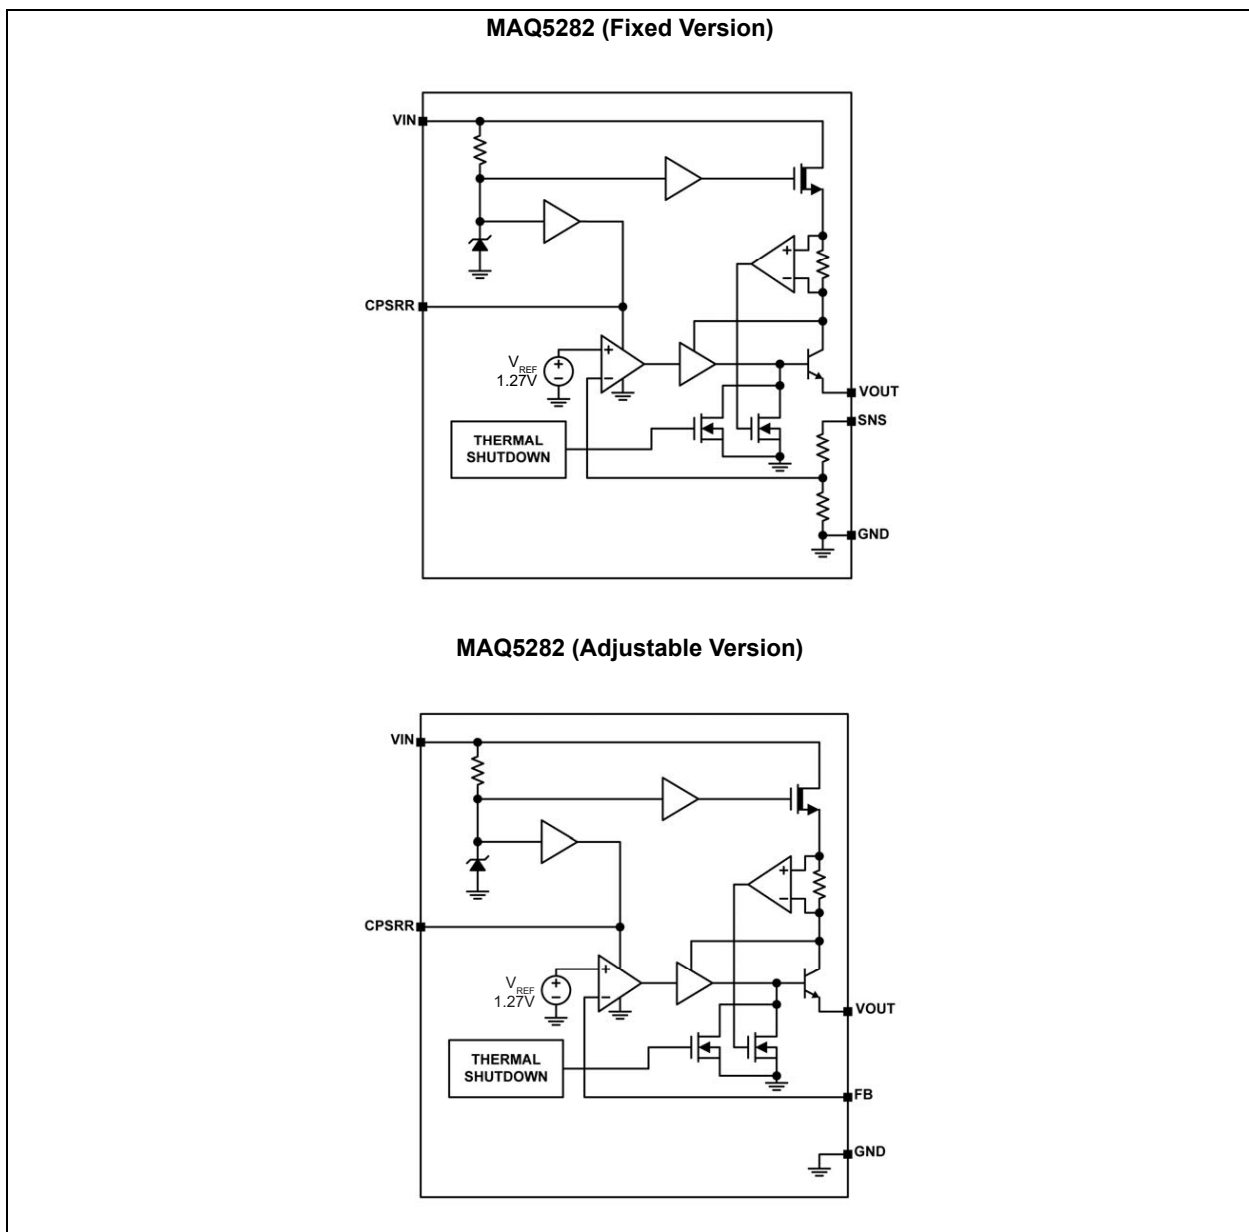 MAQ5282 (Fixed Version)
VIN
CPSRR
+
−
+
−
V REF
1.27V
+
−
VOUT
SNS
THERMAL
SHUTDOWN
GND
MAQ5282 (Adjustable Version)
VIN
CPSRR
+
−
+
−
V REF
1.27V
+
−
VOUT
THERMAL
SHUTDOWN
FB
GND